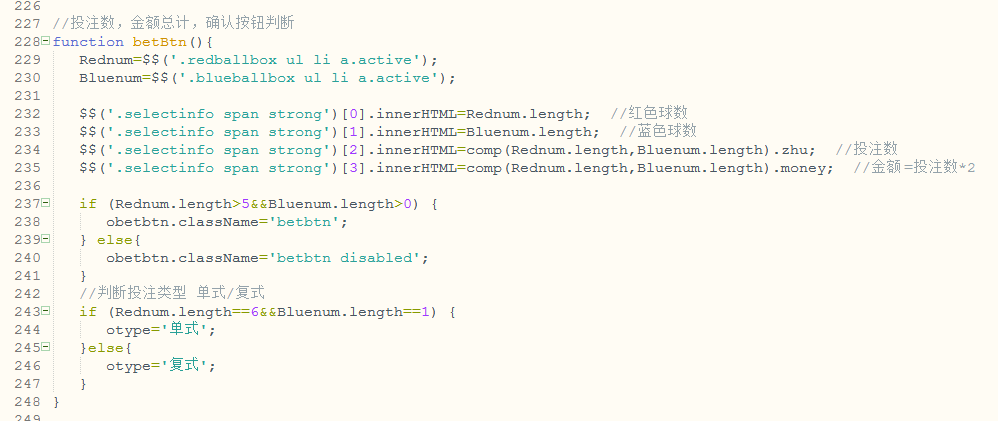 226
227 //投注数，金额总计，确认按钮判断
228 function betBtn(){
229 Rednum=$$('.redballbox ul li a.active');
230 Bluenum=$$('.blueballbox ul li a.active');
231
232 $$('.selectinfo span strong')[0].innerHTML=Rednum.length; //红色球数
233 $$('.selectinfo span strong')[1].innerHTML=Bluenum.length; //蓝色球数
234 $$('.selectinfo span strong')[2].innerHTML=comp(Rednum.length,Bluenum.length).zhu; //投注数
235 $$('.selectinfo span strong')[3].innerHTML=comp(Rednum.length,Bluenum.length).money; //金额=投注数*2
236
237 if (Rednum.length>5&&Bluenum.length>0) {
238 obetbtn.className='betbtn';
239 } else{
240 obetbtn.className='betbtn disabled';
241 }
242 //判断投注类型 单式/复式
243 if (Rednum.length==6&&Bluenum.length==1) {
244 otype='单式';
245 }else{
246 otype='复式';
247 }
248 }
249